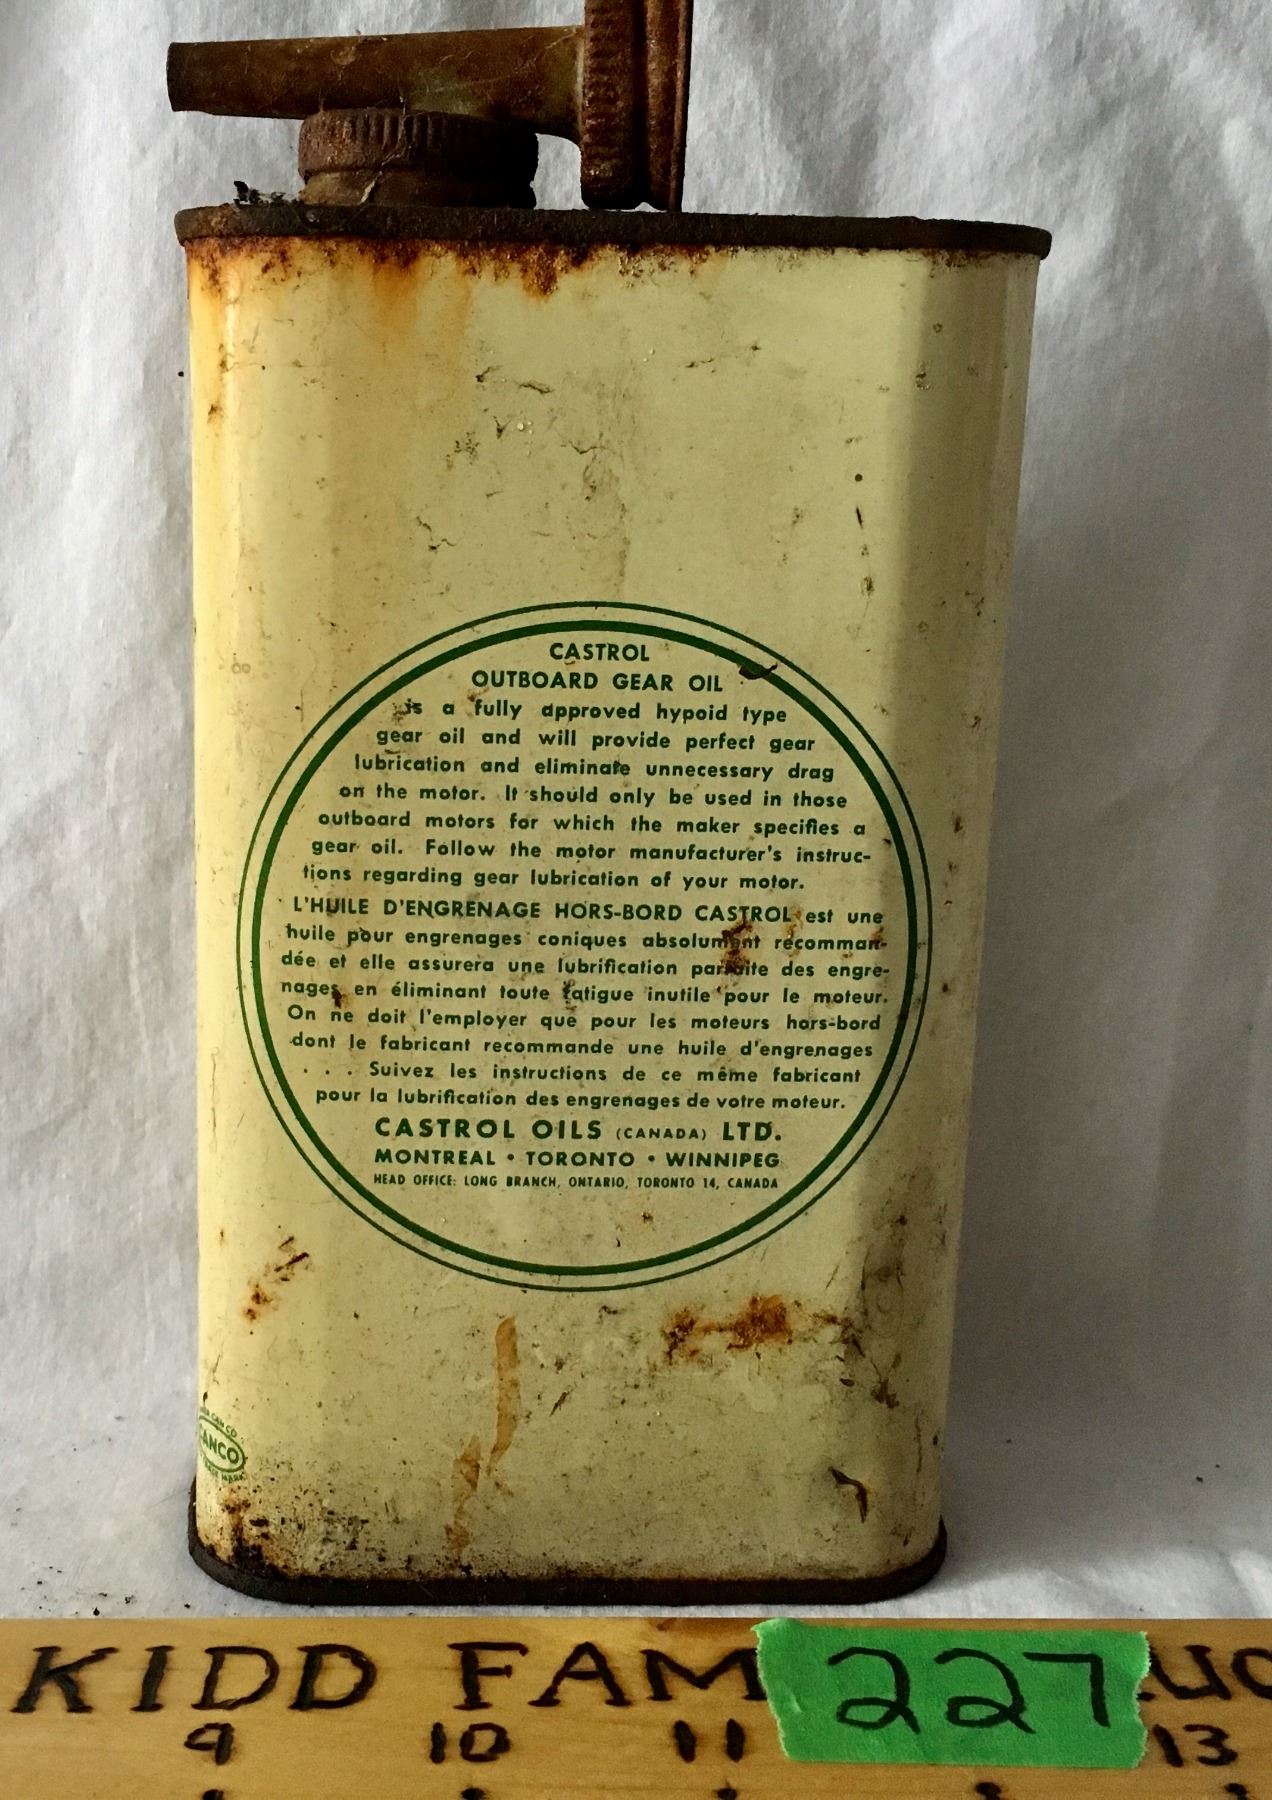 CASTROL
OUTBOARD GEAR OIL
is a fully approved hypoid type
gear oil and will provide perfect gear
lubrication and eliminate unnecessary drag
on the motor. It should only be used in those
outboard motors for which the maker specifies a
gear oil. Follow the motor manufacturer's instruc-
tions regarding gear lubrication of your motor.
L'HUILE D'ENGRENAGE HORS-BORD CASTROL est une
huile pour engrenages coniques absolument recomman-
dée et elle assurera une lubrification parfaite des engre-
nages en éliminant toute fatigue inutile pour le moteur.
On ne doit l'employer que pour les moteurs hors-bord
dont le fabricant recommande une huile d'engrenages
. . . Suivez les instructions de ce même fabricant
pour la lubrification des engrenages de votre moteur.
CASTROL OILS (CANADA) LTD.
MONTREAL • TORONTO • WINNIPEG
HEAD OFFICE: LONG BRANCH, ONTARIO, TORONTO 14, CANADA
CAN CO
CANCO
MARK
KIDD FAM 227
9 10 11 13